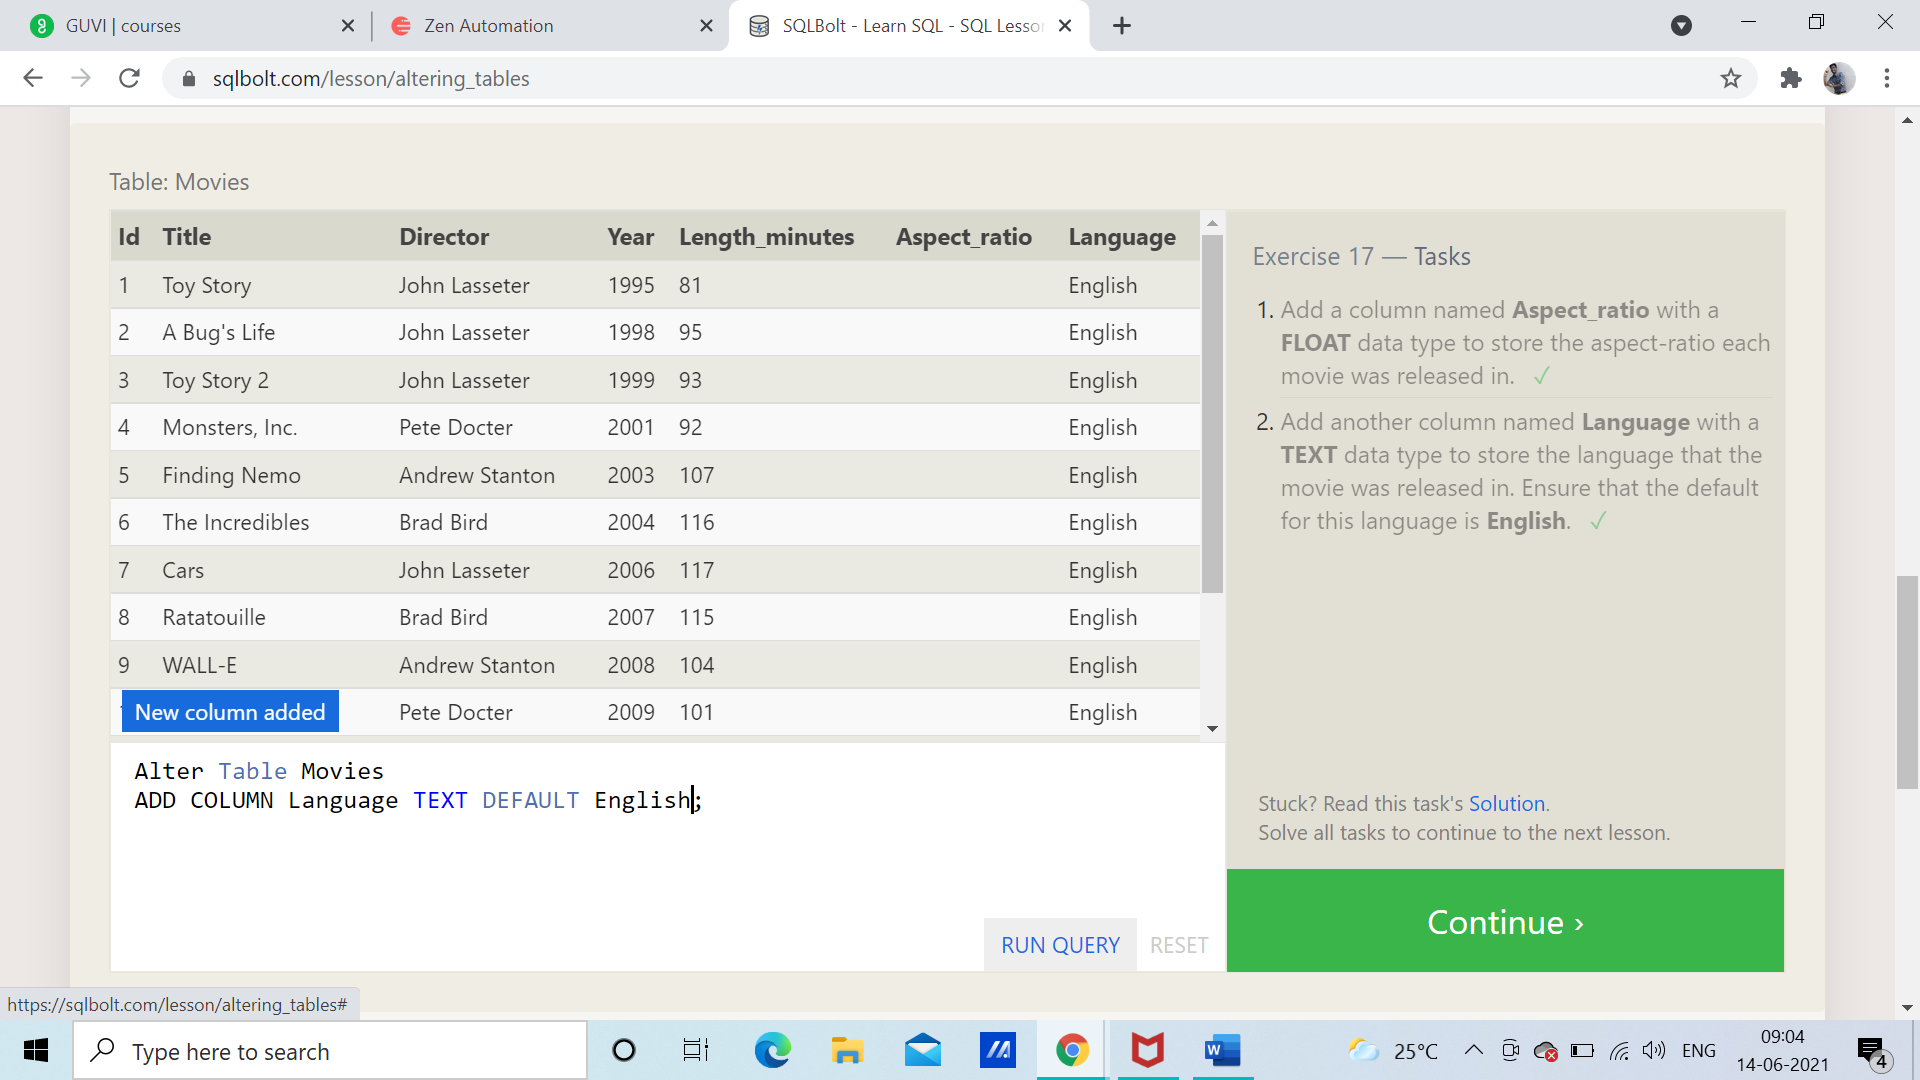 GUVI | courses
Zen Automation
SQLBolt - Learn SQL - SQL Lesson
sqlbolt.com/lesson/altering_tables
Table: Movies
Id Title Director Year Length_minutes Aspect_ratio Language
1 Toy Story John Lasseter 1995 81 English
2 A Bug's Life John Lasseter 1998 95 English
3 Toy Story 2 John Lasseter 1999 93 English
4 Monsters, Inc. Pete Docter 2001 92 English
5 Finding Nemo Andrew Stanton 2003 107 English
6 The Incredibles Brad Bird 2004 116 English
7 Cars John Lasseter 2006 117 English
8 Ratatouille Brad Bird 2007 115 English
9 WALL-E Andrew Stanton 2008 104 English
New column added Pete Docter 2009 101 English
Alter Table Movies
ADD COLUMN Language TEXT DEFAULT English;
RUN QUERY RESET
Exercise 17 — Tasks
1. Add a column named Aspect_ratio with a
FLOAT data type to store the aspect-ratio each
movie was released in. ✓
2. Add another column named Language with a
TEXT data type to store the language that the
movie was released in. Ensure that the default
for this language is English. ✓
Stuck? Read this task's Solution.
Solve all tasks to continue to the next lesson.
Continue ›
https://sqlbolt.com/lesson/altering_tables#
Type here to search
W
25°C
ENG
09:04
14-06-2021
4